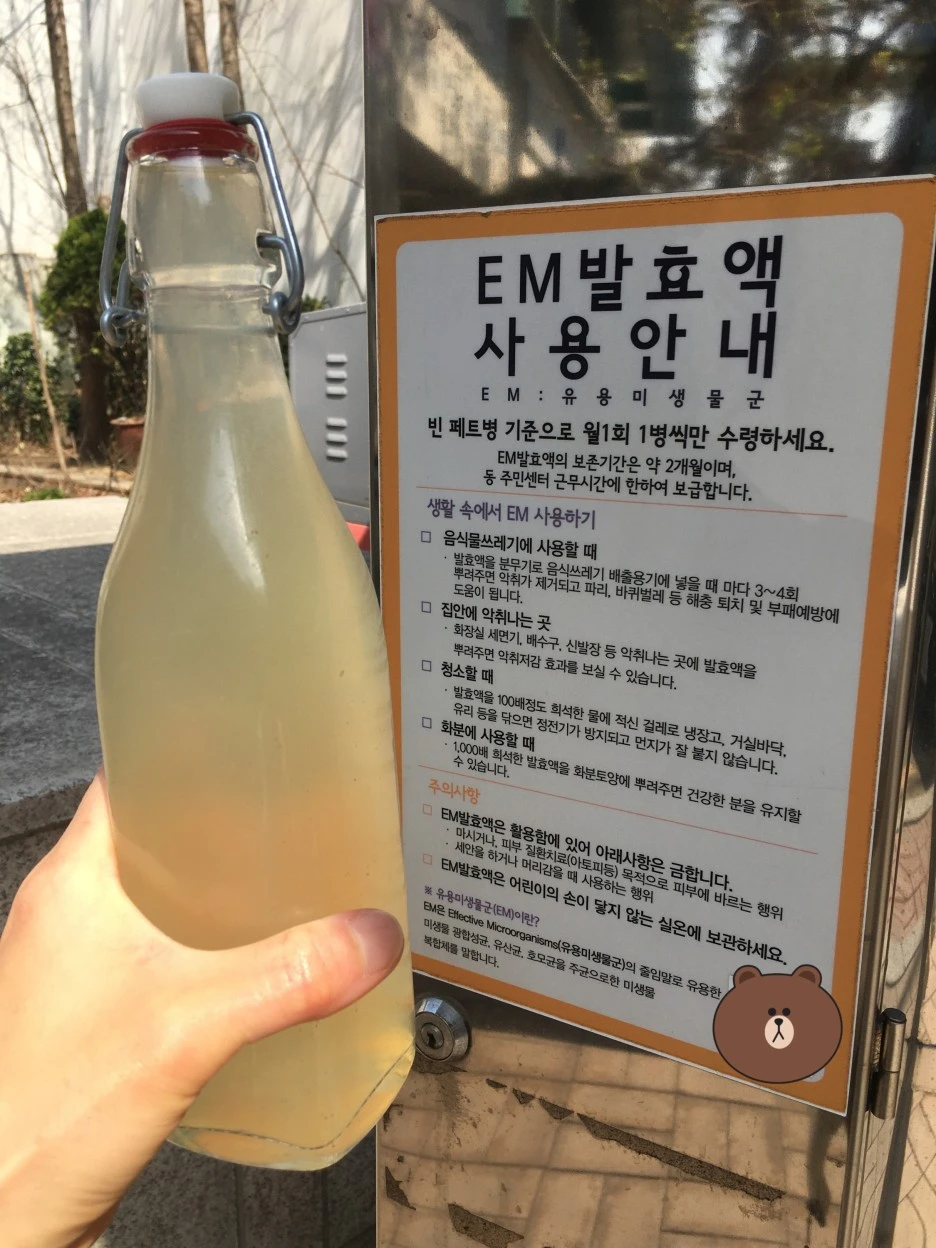 EM발효액
사용안내
EM:유용미생물군
빈 페트병 기준으로 월1회 1병씩만 수령하세요.
EM발효액의 보존기간은 약 2개월이며,
동 주민센터 근무시간에 한하여 보급합니다.
생활 속에서 EM 사용하기
□ 음식물쓰레기에 사용할 때
· 발효액을 분무기로 음식쓰레기 배출용기에 넣을 때 마다 3~4회
뿌려주면 악취가 제거되고 파리, 바퀴벌레 등 해충 퇴치 및 부패예방에
도움이 됩니다.
□ 집안에 악취나는 곳
· 화장실 세면기, 배수구, 신발장 등 악취나는 곳에 발효액을
뿌려주면 악취저감 효과를 보실 수 있습니다.
□ 청소할 때
· 발효액을 100배정도 희석한 물에 적신 걸레로 냉장고, 거실바닥,
유리 등을 닦으면 정전기가 방지되고 먼지가 잘 붙지 않습니다.
□ 화분에 사용할 때
· 1,000배 희석한 발효액을 화분토양에 뿌려주면 건강한 분을 유지할
수 있습니다.
주의사항
□ EM발효액은 활용함에 있어 아래사항은 금합니다.
· 마시거나, 피부 질환치료(아토피등) 목적으로 피부에 바르는 행위
· 세안을 하거나 머리감을 때 사용하는 행위
□ EM발효액은 어린이의 손이 닿지 않는 실온에 보관하세요.
※ 유용미생물군(EM)이란?
EM은 Effective Microorganisms(유용미생물군)의 줄임말로 유용한
미생물 광합성균, 유산균, 효모균을 주균으로한 미생물
복합체를 말합니다.